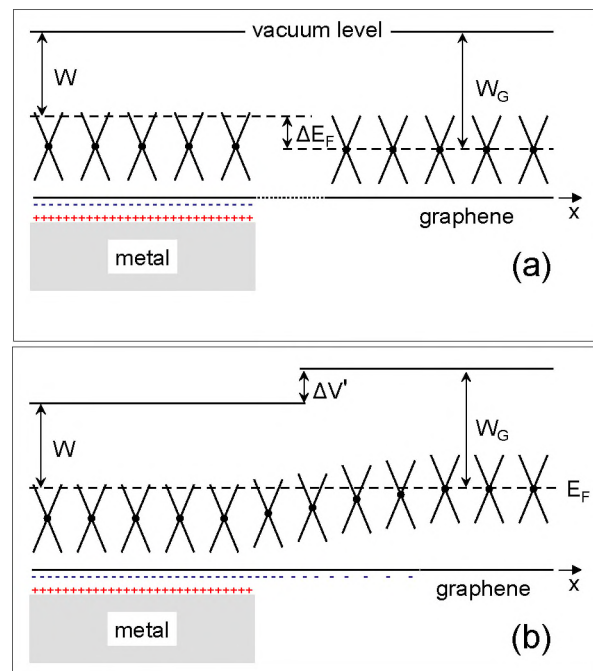 vacuum level
W
W_G
ΔE_F
- - - - - - - - - - - - - - - - - - - - - - - -
++++++++++++++++++++++++
graphene
x
metal
(a)
ΔV'
W
W_G
E_F
- - - - - - - - - - - - - - - - - - - - - - - - - - - - - -
++++++++++++++++++++++++
graphene
x
metal
(b)